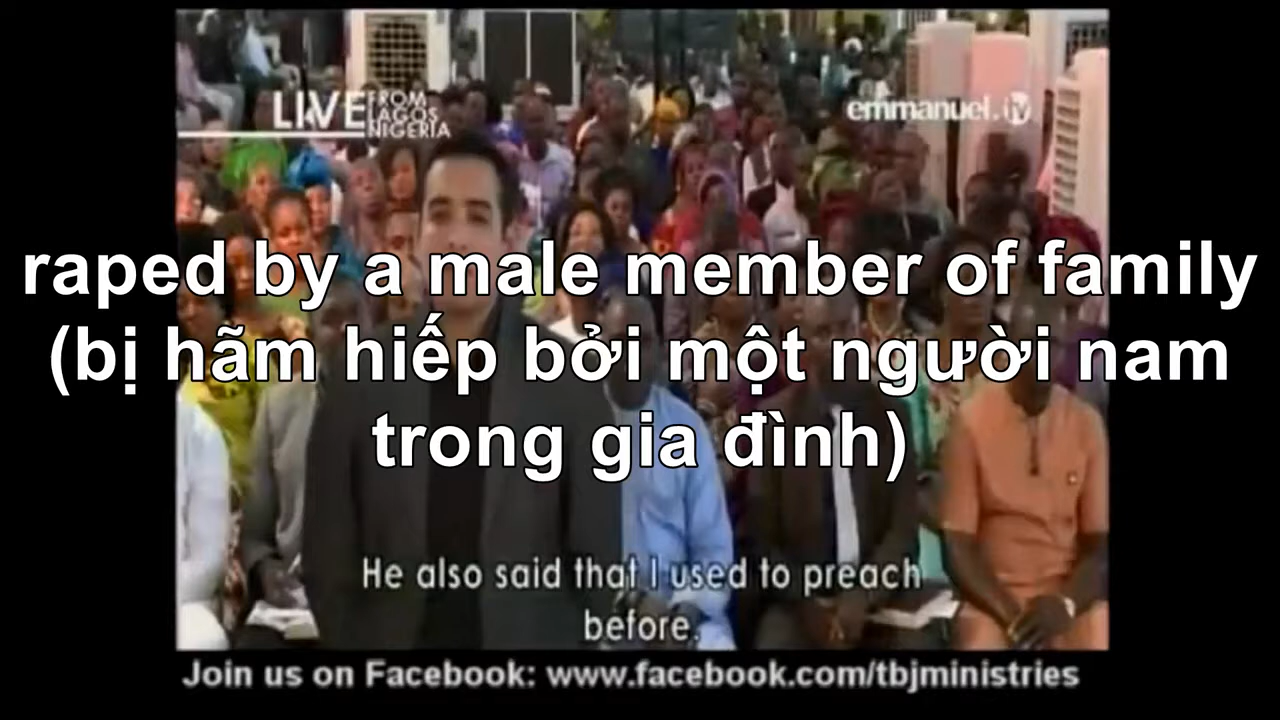 LIVE FROM
LAGOS
NIGERIA
emmanuel.tv
raped by a male member of family
(bị hãm hiếp bởi một người nam
trong gia đình)
He also said that I used to preach
before.
Join us on Facebook: www.facebook.com/tbjministries